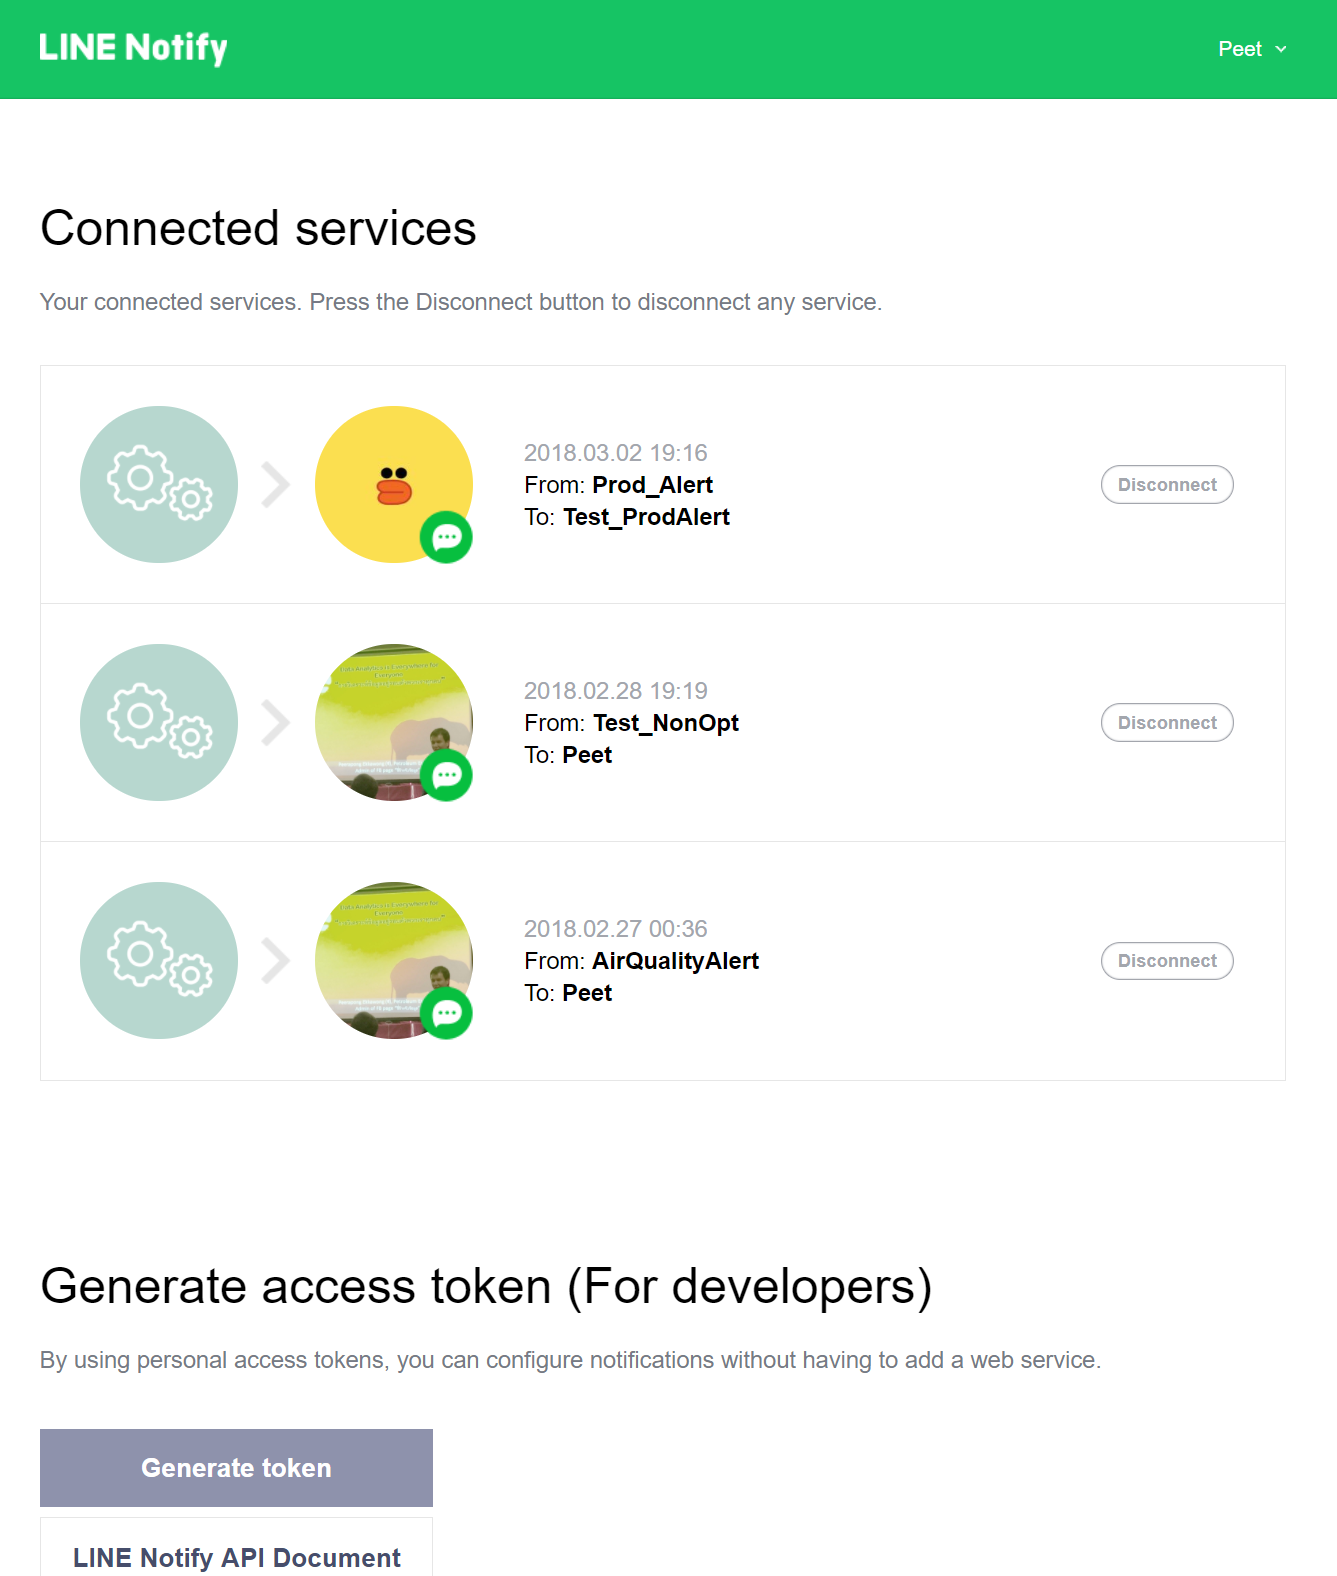 LINE Notify
Peet
Connected services
Your connected services. Press the Disconnect button to disconnect any service.
2018.03.02 19:16
From: Prod_Alert
To: Test_ProdAlert
Disconnect
2018.02.28 19:19
From: Test_NonOpt
To: Peet
Disconnect
2018.02.27 00:36
From: AirQualityAlert
To: Peet
Disconnect
Generate access token (For developers)
By using personal access tokens, you can configure notifications without having to add a web service.
Generate token
LINE Notify API Document